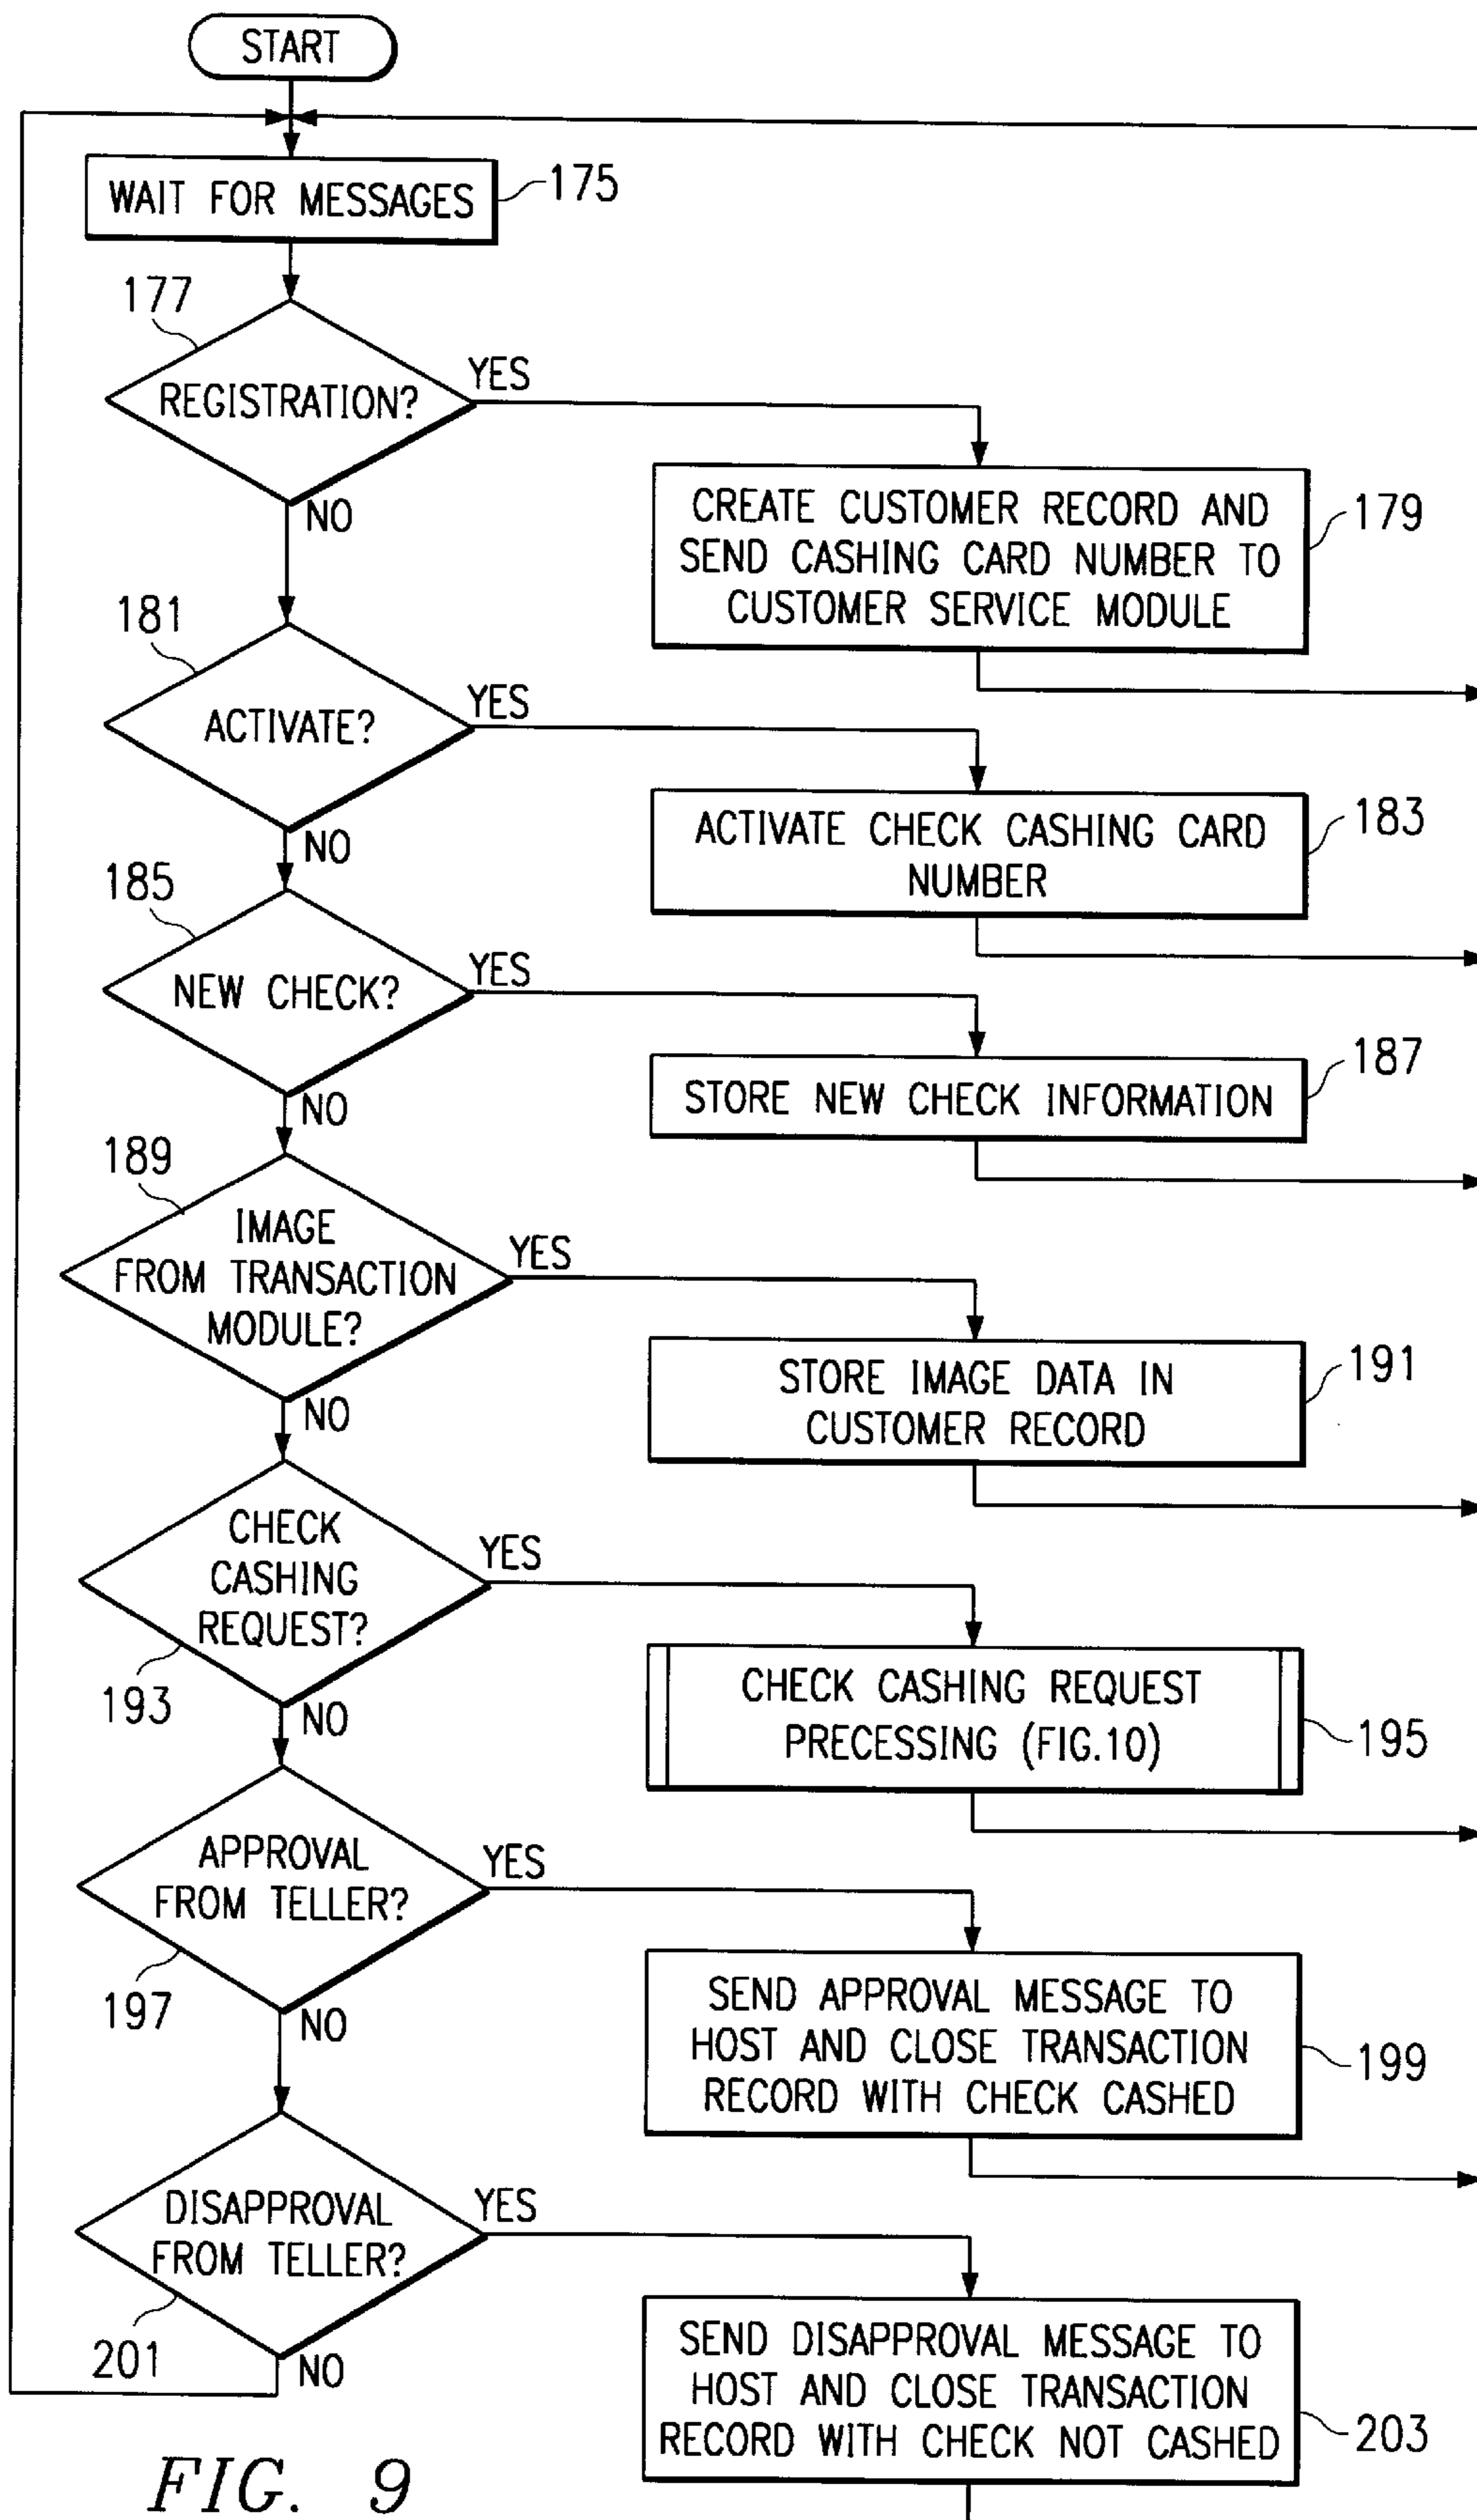 START
WAIT FOR MESSAGES
175
177
REGISTRATION?
YES
NO
CREATE CUSTOMER RECORD AND
SEND CASHING CARD NUMBER TO
CUSTOMER SERVICE MODULE
179
181
ACTIVATE?
YES
NO
ACTIVATE CHECK CASHING CARD
NUMBER
183
185
NEW CHECK?
YES
NO
STORE NEW CHECK INFORMATION
187
189
IMAGE
FROM TRANSACTION
MODULE?
YES
NO
STORE IMAGE DATA IN
CUSTOMER RECORD
191
CHECK
CASHING
REQUEST?
YES
193
NO
CHECK CASHING REQUEST
PRECESSING (FIG.10)
195
APPROVAL
FROM TELLER?
YES
197
NO
SEND APPROVAL MESSAGE TO
HOST AND CLOSE TRANSACTION
RECORD WITH CHECK CASHED
199
DISAPPROVAL
FROM TELLER?
YES
201
NO
SEND DISAPPROVAL MESSAGE TO
HOST AND CLOSE TRANSACTION
RECORD WITH CHECK NOT CASHED
203
FIG. 9